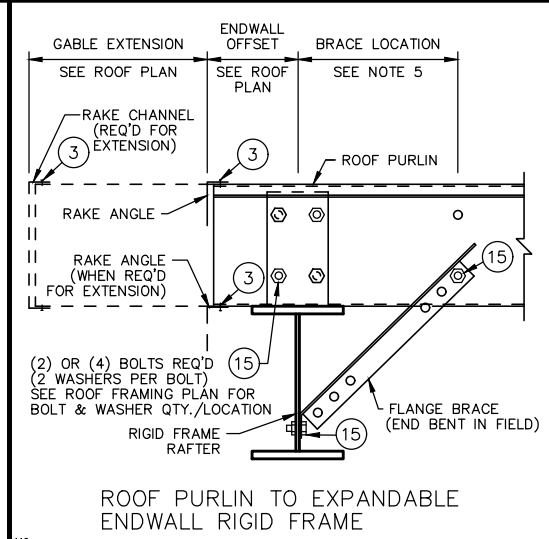 GABLE EXTENSION
SEE ROOF PLAN
ENDWALL
OFFSET
SEE ROOF
PLAN
BRACE LOCATION
SEE NOTE 5
RAKE CHANNEL
(REQ'D FOR
EXTENSION)
3
3
ROOF PURLIN
RAKE ANGLE
RAKE ANGLE
(WHEN REQ'D
FOR EXTENSION)
3
15
(2) OR (4) BOLTS REQ'D
(2 WASHERS PER BOLT)
SEE ROOF FRAMING PLAN FOR
BOLT & WASHER QTY./LOCATION
15
RIGID FRAME
RAFTER
15
FLANGE BRACE
(END BENT IN FIELD)
ROOF PURLIN TO EXPANDABLE
ENDWALL RIGID FRAME